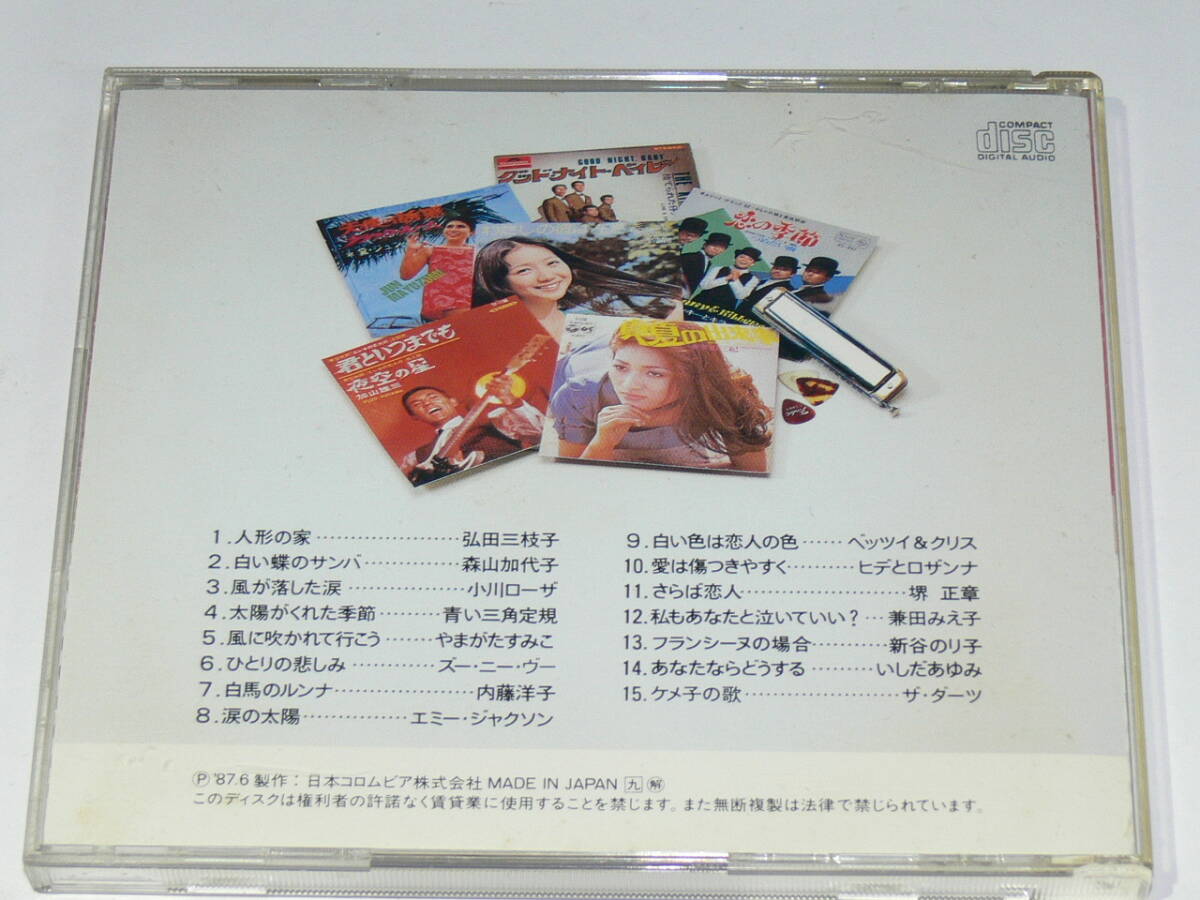 COMPACT
disc
DIGITAL AUDIO
GOOD NIGHT BABY
グッド・ナイト・ベイビー
JUN
MAYUZUMI
恋の季節
君といつまでも
夜空の星
加山雄三
1. 人形の家 弘田三枝子
2. 白い蝶のサンバ 森山加代子
3. 風が落した涙 小川ローザ
4. 太陽がくれた季節 青い三角定規
5. 風に吹かれて行こう やまがたすみこ
6. ひとりの悲しみ ズー・ニー・ヴー
7. 白馬のルンナ 内藤洋子
8. 涙の太陽 エミー・ジャクソン
9. 白い色は恋人の色 ベッツイ&クリス
10. 愛は傷つきやすく ヒデとロザンナ
11. さらば恋人 堺 正章
12. 私もあなたと泣いていい? 兼田みえ子
13. フランシーヌの場合 新谷のり子
14. あなたならどうする いしだあゆみ
15. ケメ子の歌 ザ・ダーツ
Ⓟ '87.6 製作:日本コロムビア株式会社 MADE IN JAPAN 九 解
このディスクは権利者の許諾なく賃貸業に使用することを禁じます。また無断複製は法律で禁じられています。